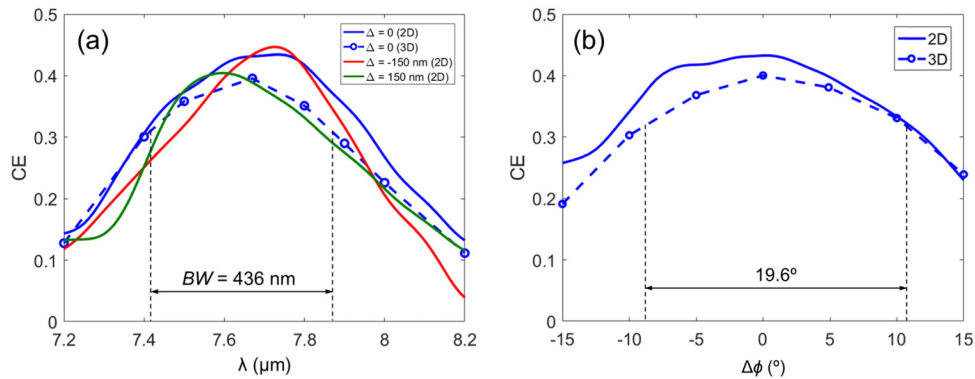 (a)
Δ = 0 (2D)
Δ = 0 (3D)
Δ = -150 nm (2D)
Δ = 150 nm (2D)
CE
0.5
0.4
0.3
0.2
0.1
0
BW = 436 nm
7.2 7.4 7.6 7.8 8 8.2
λ (μm)
(b)
2D
3D
CE
0.5
0.4
0.3
0.2
0.1
0
19.6º
-15 -10 -5 0 5 10 15
Δϕ (º)